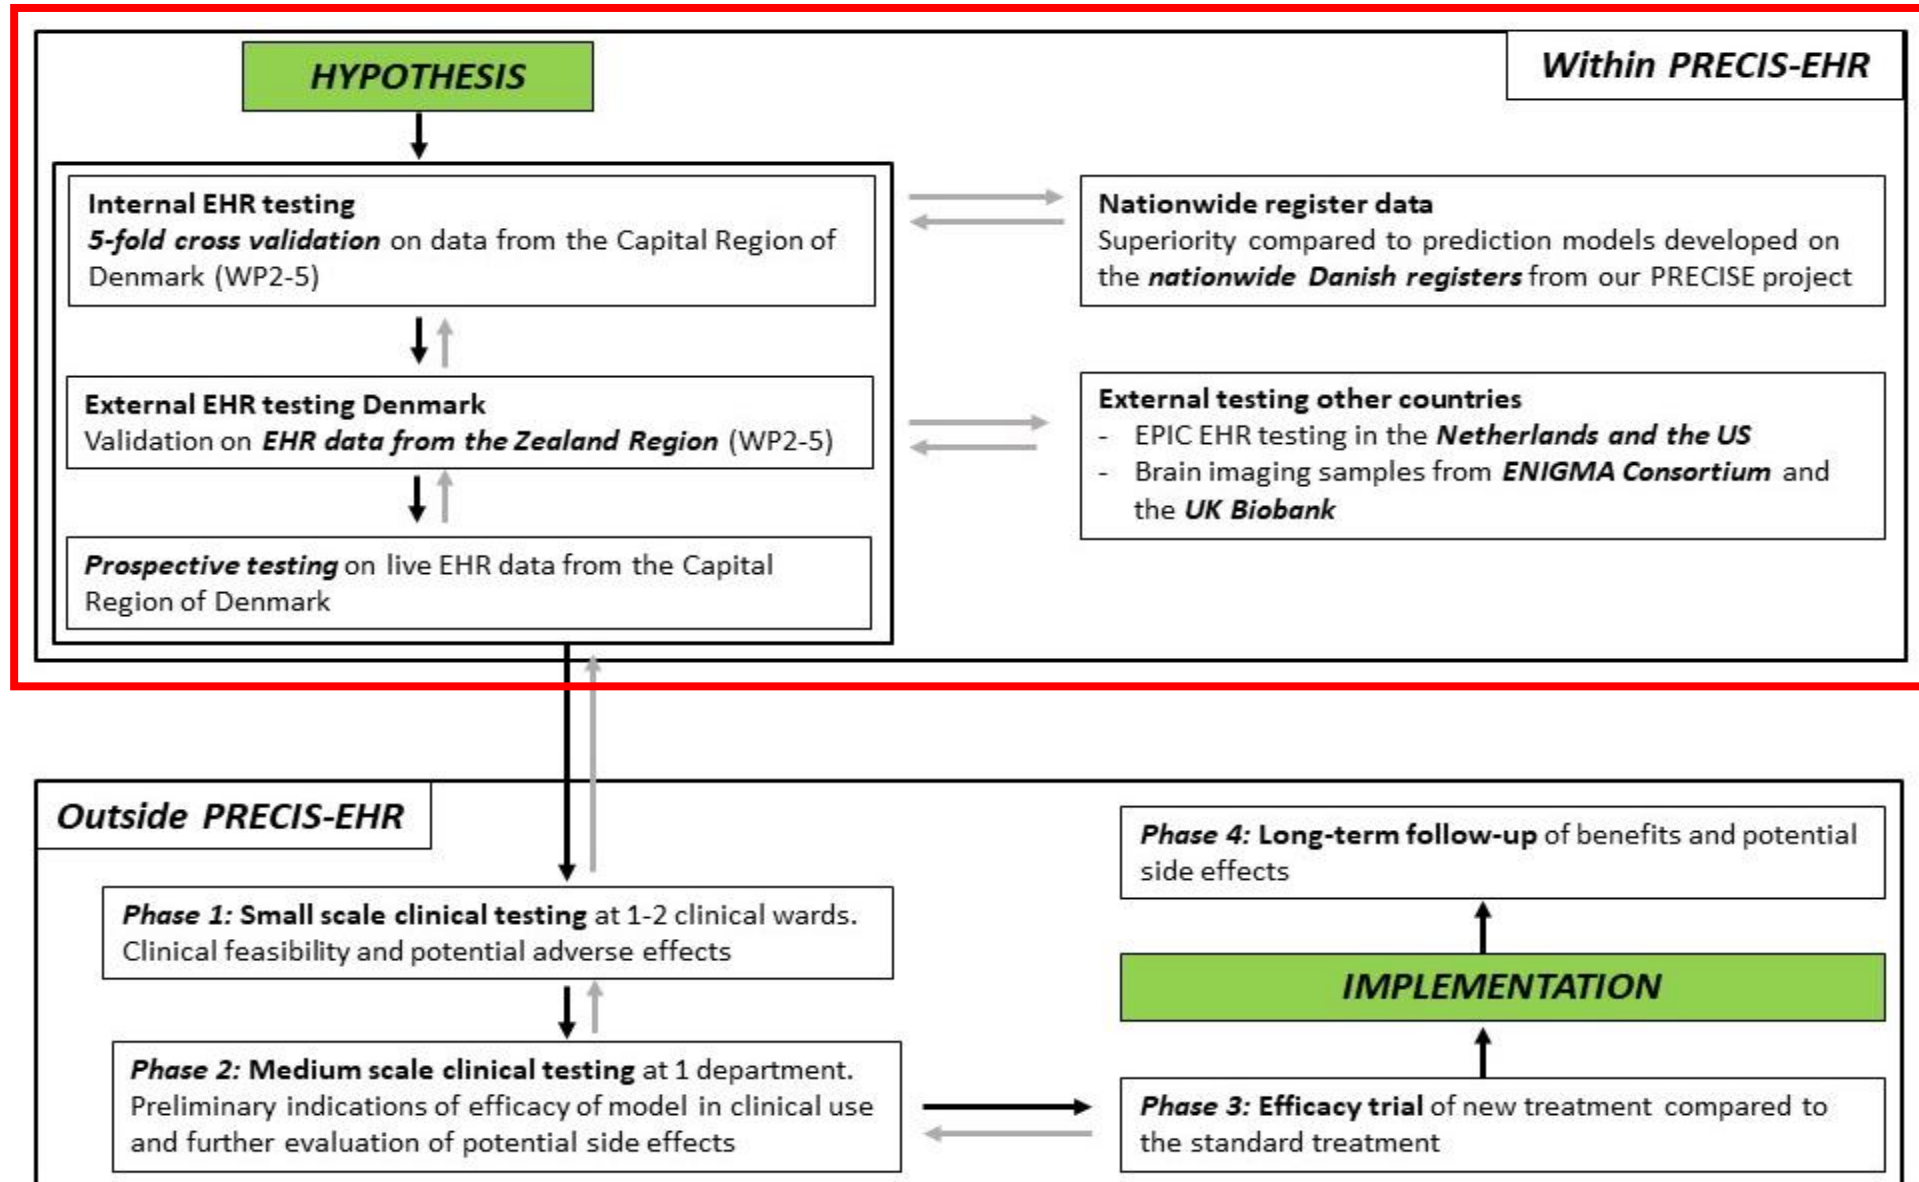 HYPOTHESIS
Within PRECIS-EHR
Internal EHR testing
5-fold cross validation on data from the Capital Region of
Denmark (WP2-5)
Nationwide register data
Superiority compared to prediction models developed on
the nationwide Danish registers from our PRECISE project
External EHR testing Denmark
Validation on EHR data from the Zealand Region (WP2-5)
External testing other countries
- EPIC EHR testing in the Netherlands and the US
- Brain imaging samples from ENIGMA Consortium and
the UK Biobank
Prospective testing on live EHR data from the Capital
Region of Denmark
Outside PRECIS-EHR
Phase 1: Small scale clinical testing at 1-2 clinical wards.
Clinical feasibility and potential adverse effects
Phase 2: Medium scale clinical testing at 1 department.
Preliminary indications of efficacy of model in clinical use
and further evaluation of potential side effects
Phase 4: Long-term follow-up of benefits and potential
side effects
IMPLEMENTATION
Phase 3: Efficacy trial of new treatment compared to
the standard treatment